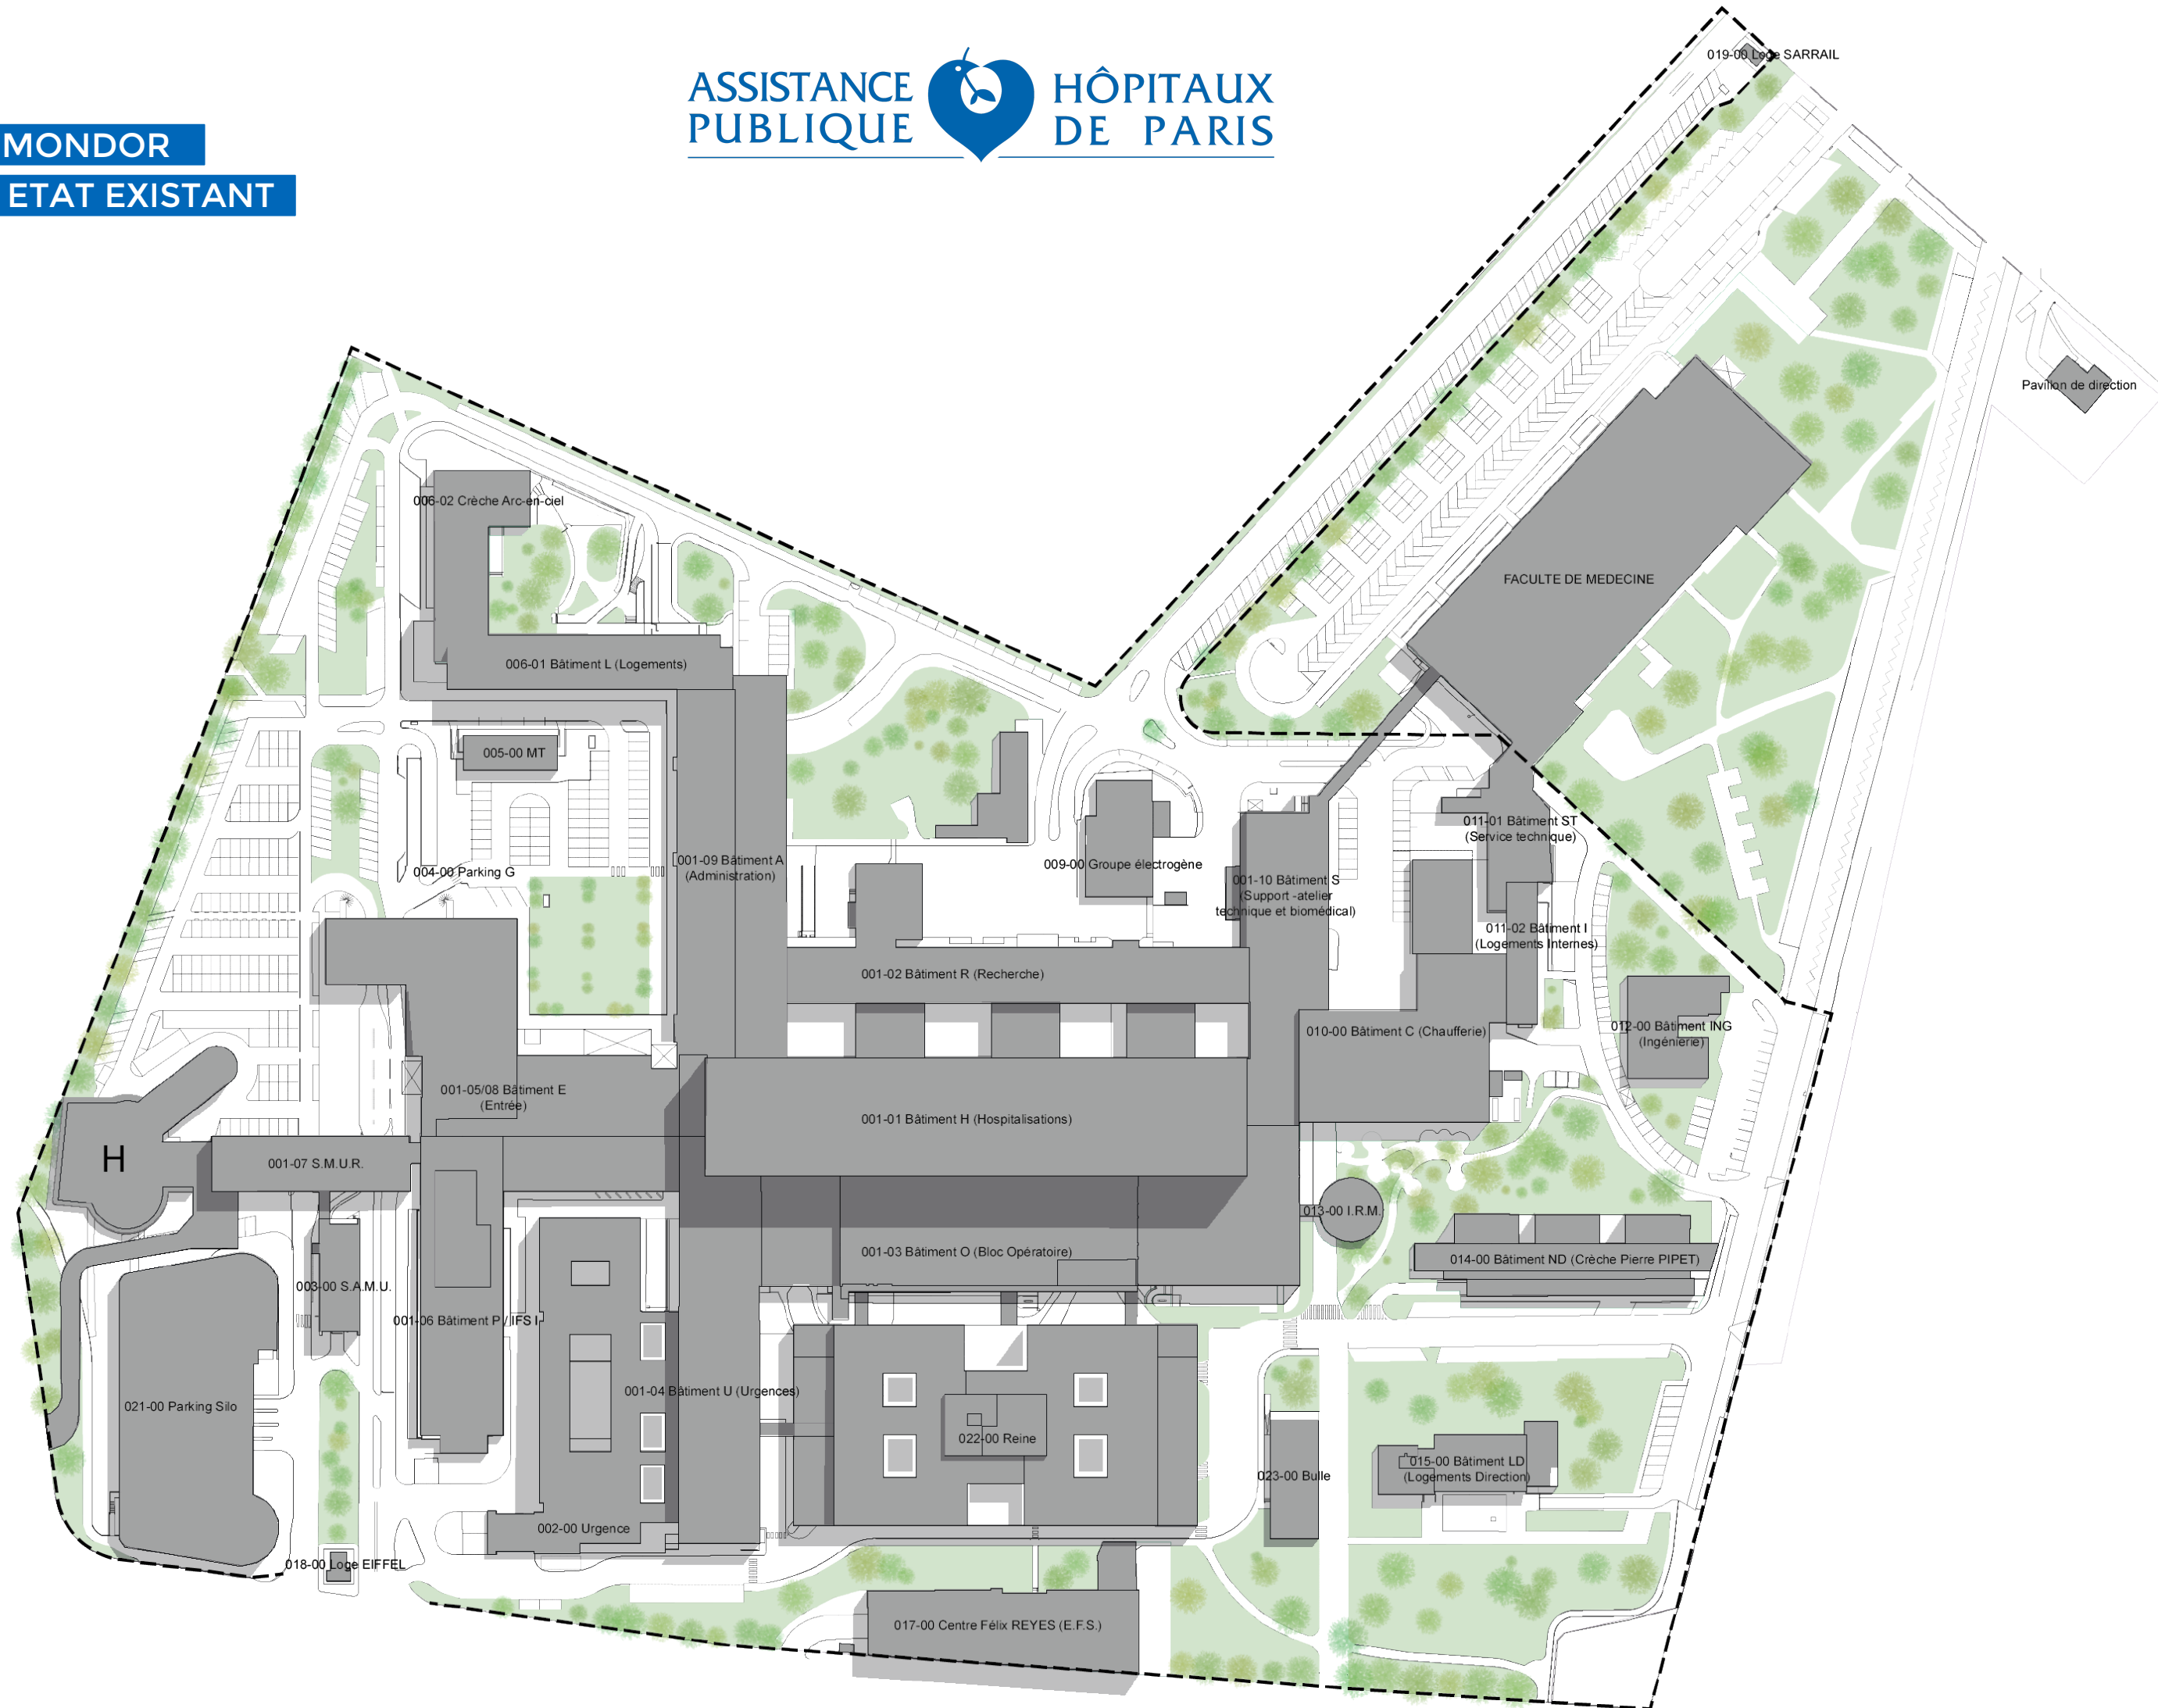 ASSISTANCE PUBLIQUE
HÔPITAUX DE PARIS
MONDOR
ETAT EXISTANT
019-00 Loge SARRAIL
Pavillon de direction
006-02 Crèche Arc-en-ciel
FACULTE DE MEDECINE
006-01 Bâtiment L (Logements)
005-00 MT
011-01 Bâtiment ST
(Service technique)
001-09 Bâtiment A
(Administration)
004-00 Parking G
009-00 Groupe électrogène
001-10 Bâtiment S
(Support -atelier
technique et biomédical)
011-02 Bâtiment I
(Logements Internes)
001-02 Bâtiment R (Recherche)
010-00 Bâtiment C (Chaufferie)
012-00 Bâtiment ING
(Ingénierie)
001-05/08 Bâtiment E
(Entrée)
001-01 Bâtiment H (Hospitalisations)
H
001-07 S.M.U.R.
013-00 I.R.M.
001-03 Bâtiment O (Bloc Opératoire)
014-00 Bâtiment ND (Crèche Pierre PIPET)
003-00 S.A.M.U.
001-06 Bâtiment P / IFS I
001-04 Bâtiment U (Urgences)
021-00 Parking Silo
022-00 Reine
023-00 Bulle
015-00 Bâtiment LD
(Logements Direction)
002-00 Urgence
018-00 Loge EIFFEL
017-00 Centre Félix REYES (E.F.S.)